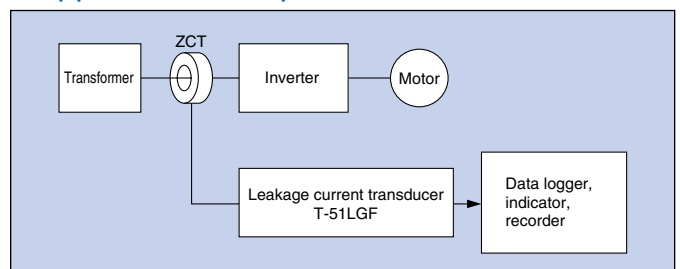 ZCT
Transformer
Inverter
Motor
Leakage current transducer
T-51LGF
Data logger,
indicator,
recorder